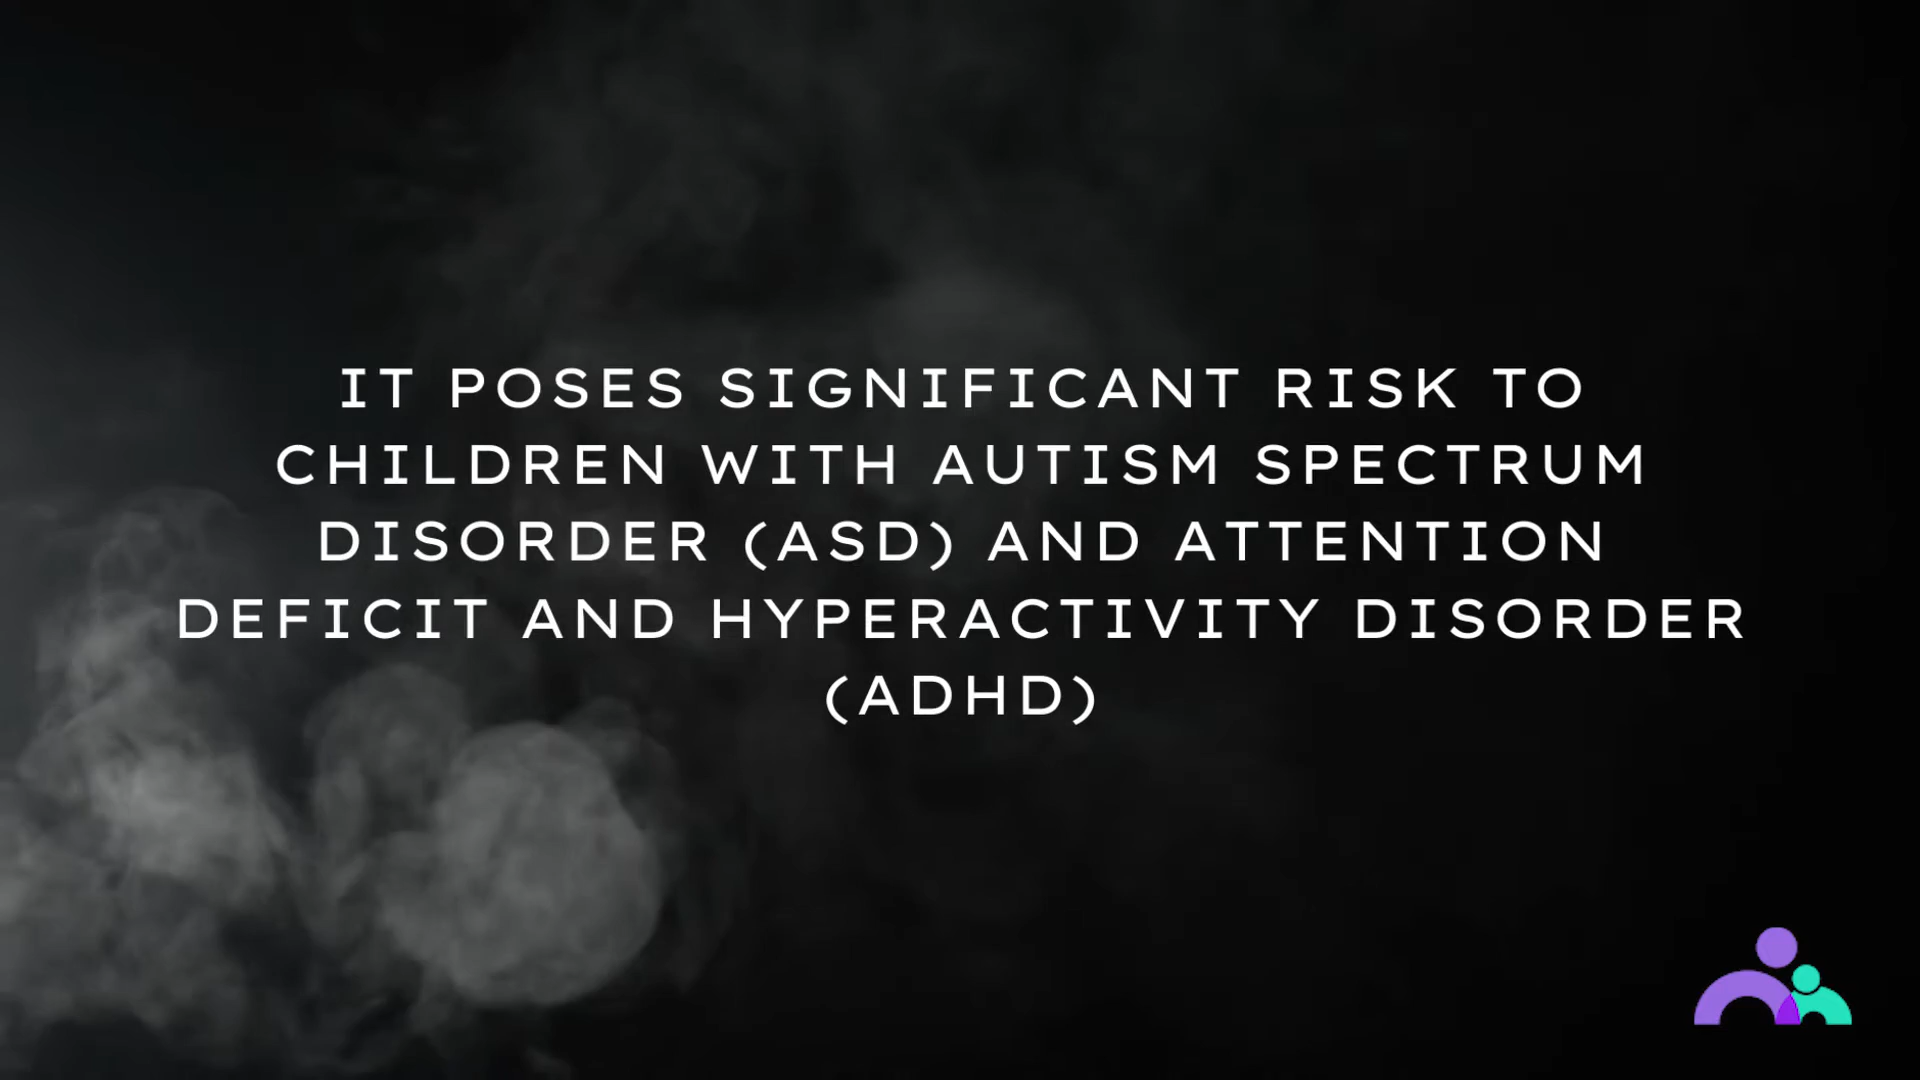 IT POSES SIGNIFICANT RISK TO
CHILDREN WITH AUTISM SPECTRUM
DISORDER (ASD) AND ATTENTION
DEFICIT AND HYPERACTIVITY DISORDER
(ADHD)